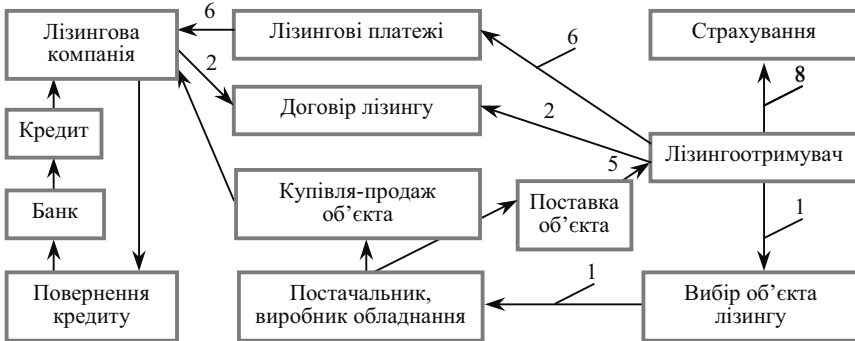 Лізингова
компанія
6
Лізингові платежі
6
Страхування
2
Договір лізингу
2
8
Кредит
Лізингоотримувач
5
Купівля-продаж
об’єкта
Поставка
об’єкта
Банк
1
Повернення
кредиту
Постачальник,
виробник обладнання
1
Вибір об’єкта
лізингу